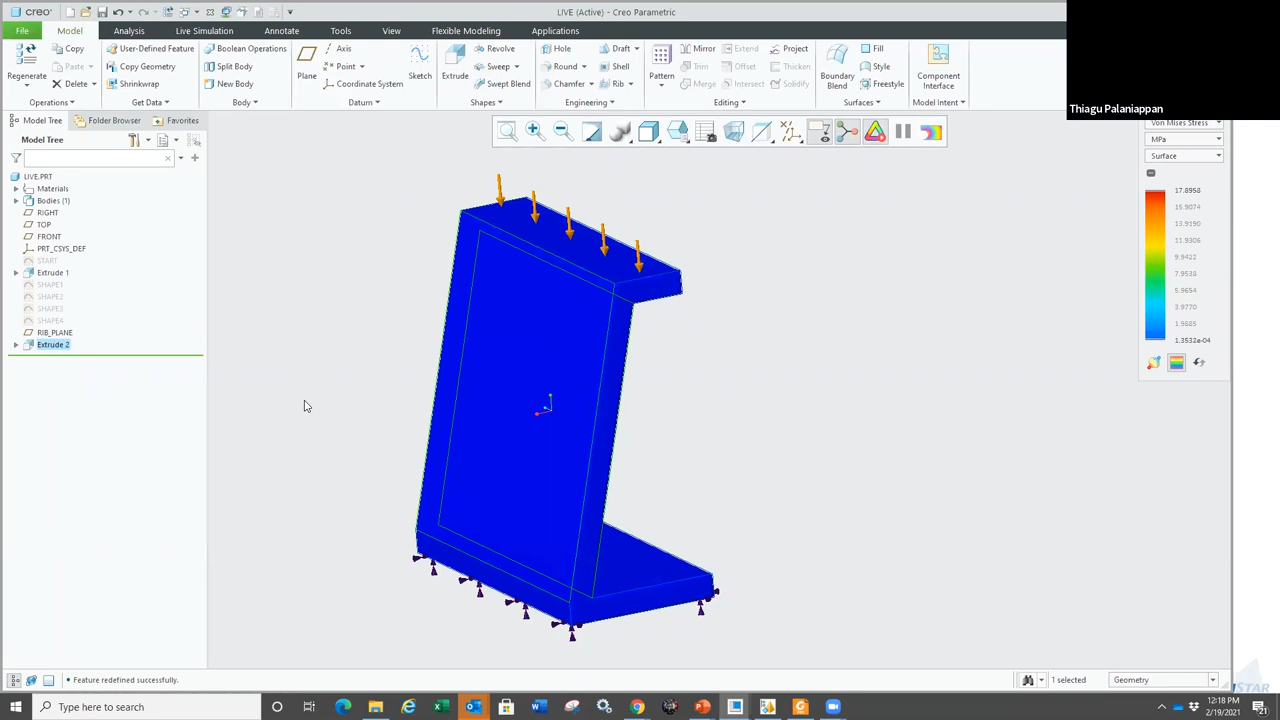 creo
LIVE (Active) - Creo Parametric
File Model Analysis Live Simulation Annotate Tools View Flexible Modeling Applications
Regenerate
Copy
Paste
Delete
Operations
User-Defined Feature
Copy Geometry
Shrinkwrap
Get Data
Boolean Operations
Split Body
New Body
Body
Plane
Axis
Point
Coordinate System
Sketch
Datum
Extrude
Revolve
Sweep
Swept Blend
Shapes
Hole
Round
Chamfer
Draft
Shell
Rib
Engineering
Pattern
Mirror
Trim
Merge
Extend
Offset
Intersect
Project
Thicken
Solidify
Editing
Boundary
Blend
Fill
Style
Freestyle
Surfaces
Component
Interface
Model Intent
Thiagu Palaniappan
Model Tree Folder Browser Favorites
Model Tree
LIVE.PRT
Materials
Bodies (1)
RIGHT
TOP
FRONT
PRT_CSYS_DEF
START
Extrude 1
SHAPE1
SHAPE2
SHAPE3
SHAPE4
RIB_PLANE
Extrude 2
Von Mises Stress
MPa
Surface
17.8958
15.9074
13.9190
11.9306
9.9422
7.9538
5.9654
3.9770
1.9885
1.3532e-04
• Feature redefined successfully.
1 selected
Geometry
ISTAR
Type here to search
12:18 PM
2/19/2021
21